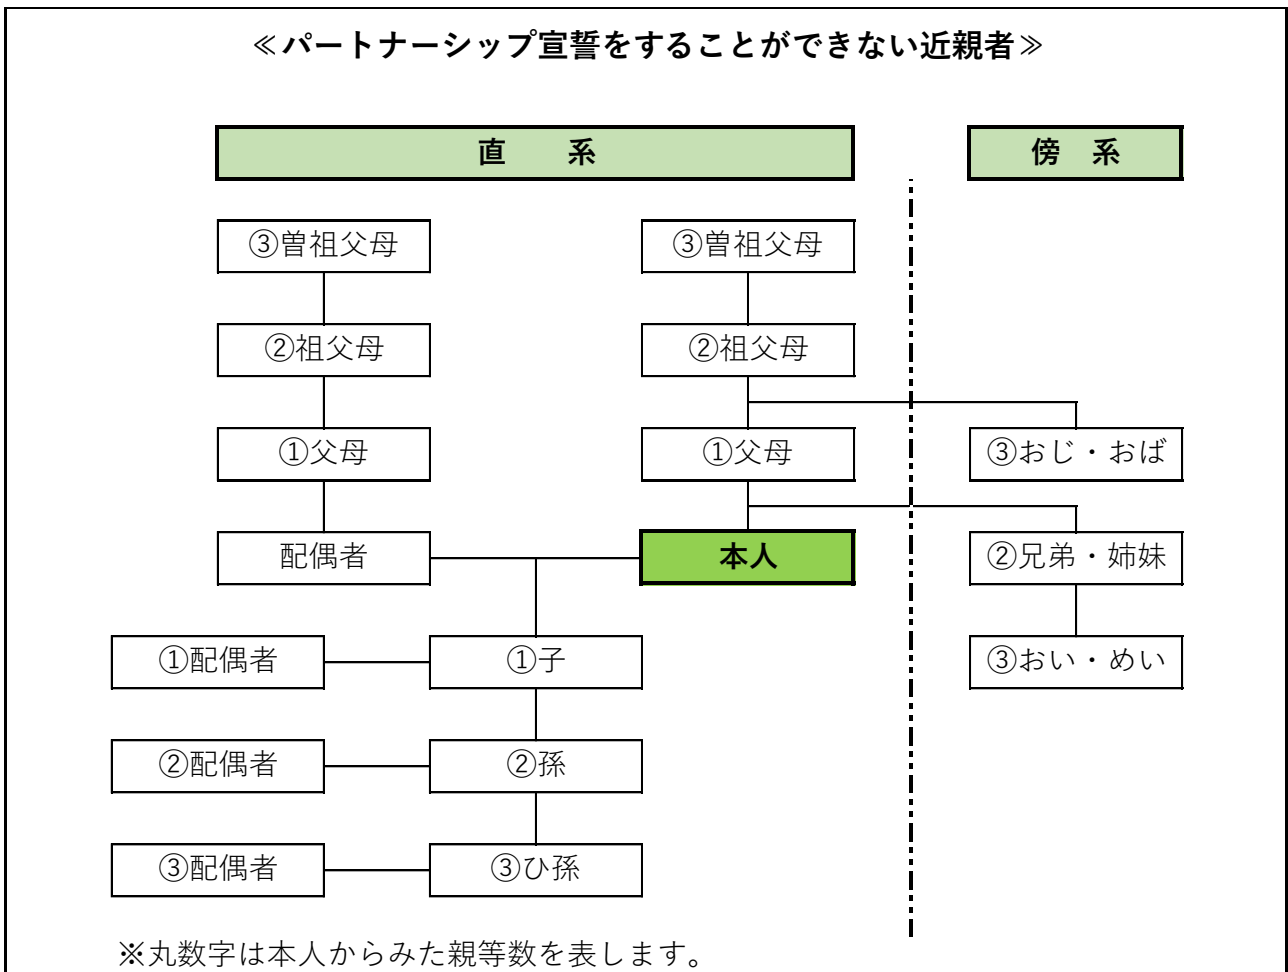 ≪パートナーシップ宣誓をすることができない近親者≫
直　　系
傍　系
③曽祖父母
③曽祖父母
②祖父母
②祖父母
①父母
①父母
③おじ・おば
配偶者
本人
②兄弟・姉妹
①配偶者
①子
③おい・めい
②配偶者
②孫
③配偶者
③ひ孫
※丸数字は本人からみた親等数を表します。